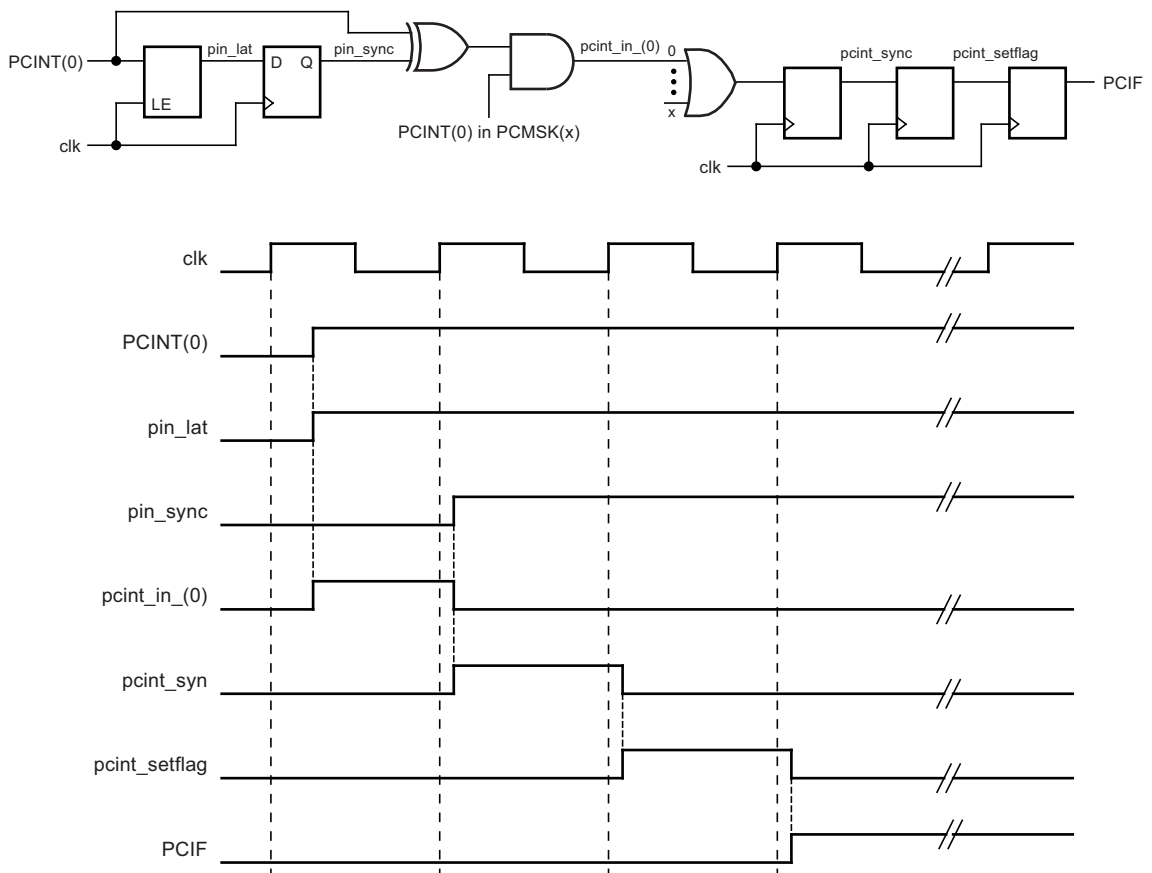 PCINT(0)
pin_lat
pin_sync
pcint_in_(0)
pcint_sync
pcint_setflag
D Q
0
LE
x
PCIF
PCINT(0) in PCMSK(x)
clk
clk
clk
PCINT(0)
pin_lat
pin_sync
pcint_in_(0)
pcint_syn
pcint_setflag
PCIF